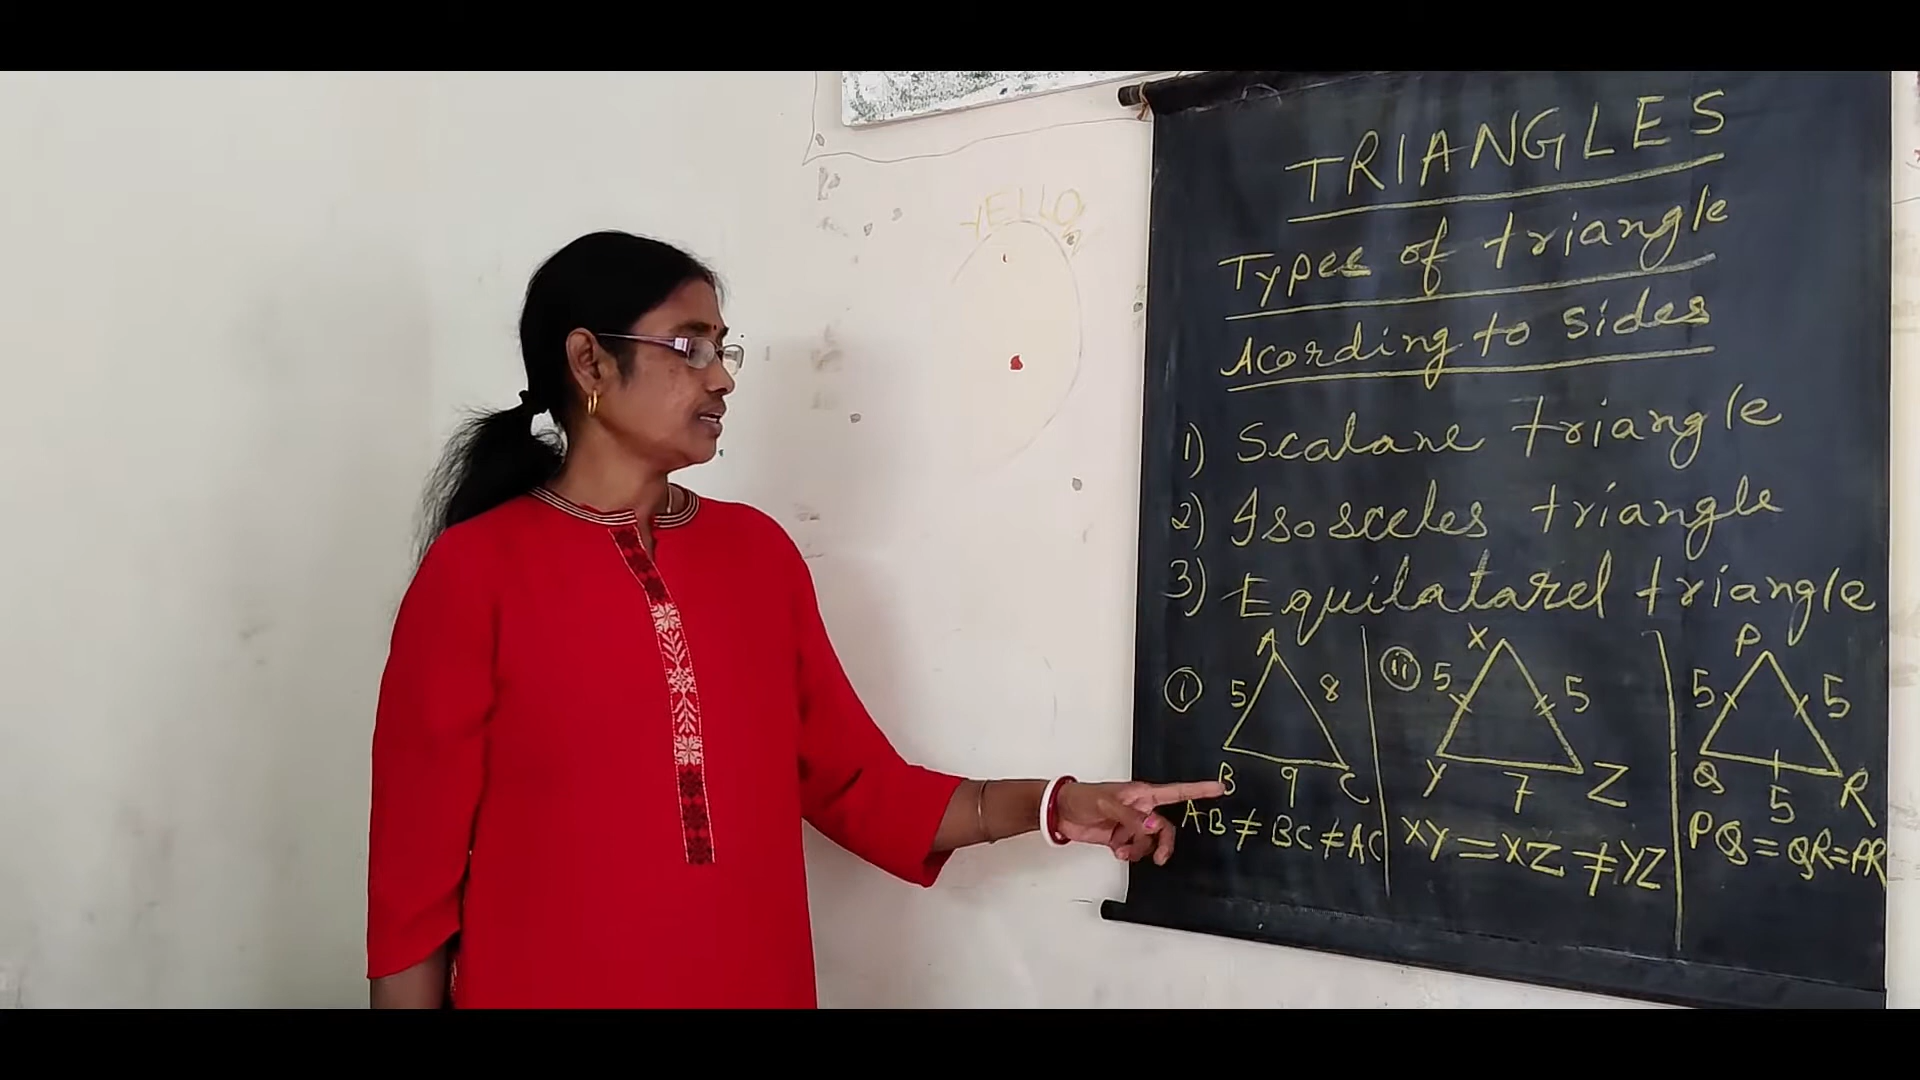 YELLO
TRIANGLES
Types of triangle
Acording to sides
1) Scalane triangle
2) Isosceles triangle
3) Equilatarel triangle
i
A
5 8
B 9 C
AB ≠ BC ≠ AC
ii
X
5 5
Y 7 Z
XY = XZ ≠ YZ
P
5 5
Q 5 R
PQ = QR = PR